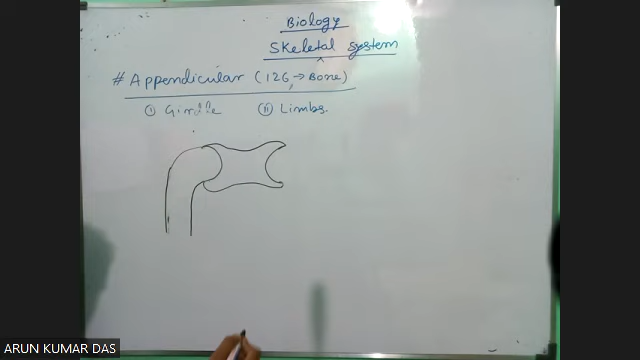 Biology
Skeletal system
# Appendicular (126 → Bone)
(i) Girdle (ii) Limbs.
ARUN KUMAR DAS